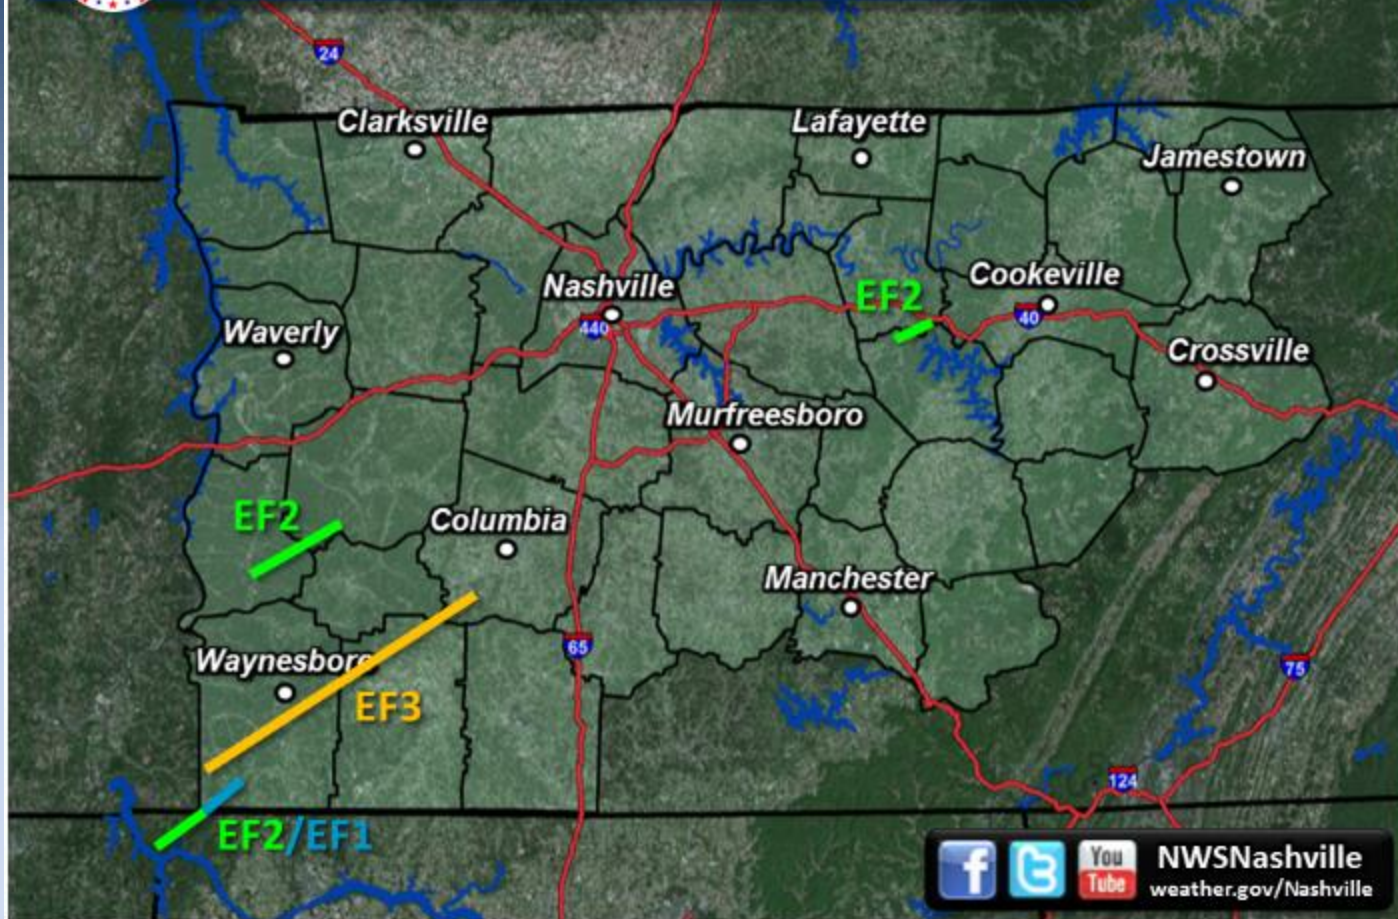 24
Clarksville
Lafayette
Jamestown
Nashville
440
EF2
Cookeville
40
Waverly
Crossville
Murfreesboro
EF2
Columbia
Manchester
Waynesboro
65
75
EF3
124
EF2/EF1
f
t
You
Tube
NWSNashville
weather.gov/Nashville